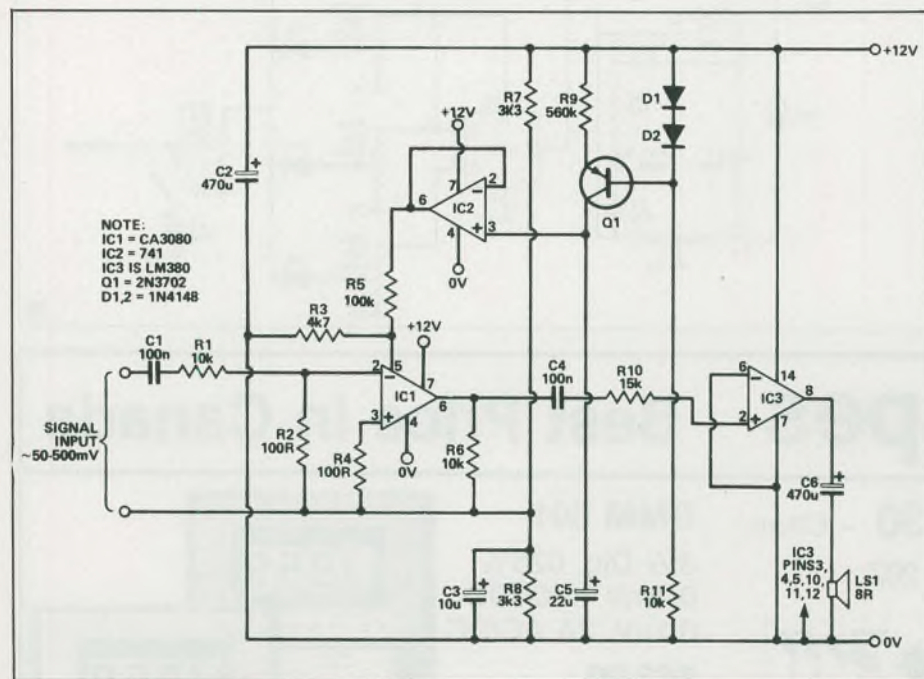 +12V
R7
3K3
R9
560k
D1
D2
+12V
C2
470u
+
7
2
−
6
IC2
+
3
4
0V
Q1
NOTE:
IC1 = CA3080
IC2 = 741
IC3 IS LM380
Q1 = 2N3702
D1,2 = 1N4148
R5
100k
R3
4k7
+12V
C1
100n
R1
10k
2
−
5
7
IC1
6
3
+
4
0V
C4
100n
R10
15k
6
−
14
IC3
8
2
+
7
SIGNAL
INPUT
~50-500mV
R2
100R
R4
100R
R6
10k
C6
470u
+
C3
10u
+
R8
3k3
C5
22u
+
R11
10k
IC3
PINS3,
4,5,10,
11,12
LS1
8R
0V